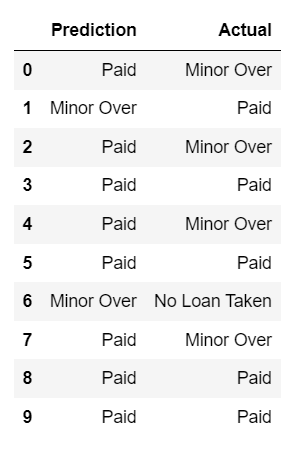 Prediction Actual
0 Paid Minor Over
1 Minor Over Paid
2 Paid Minor Over
3 Paid Paid
4 Paid Minor Over
5 Paid Paid
6 Minor Over No Loan Taken
7 Paid Minor Over
8 Paid Paid
9 Paid Paid